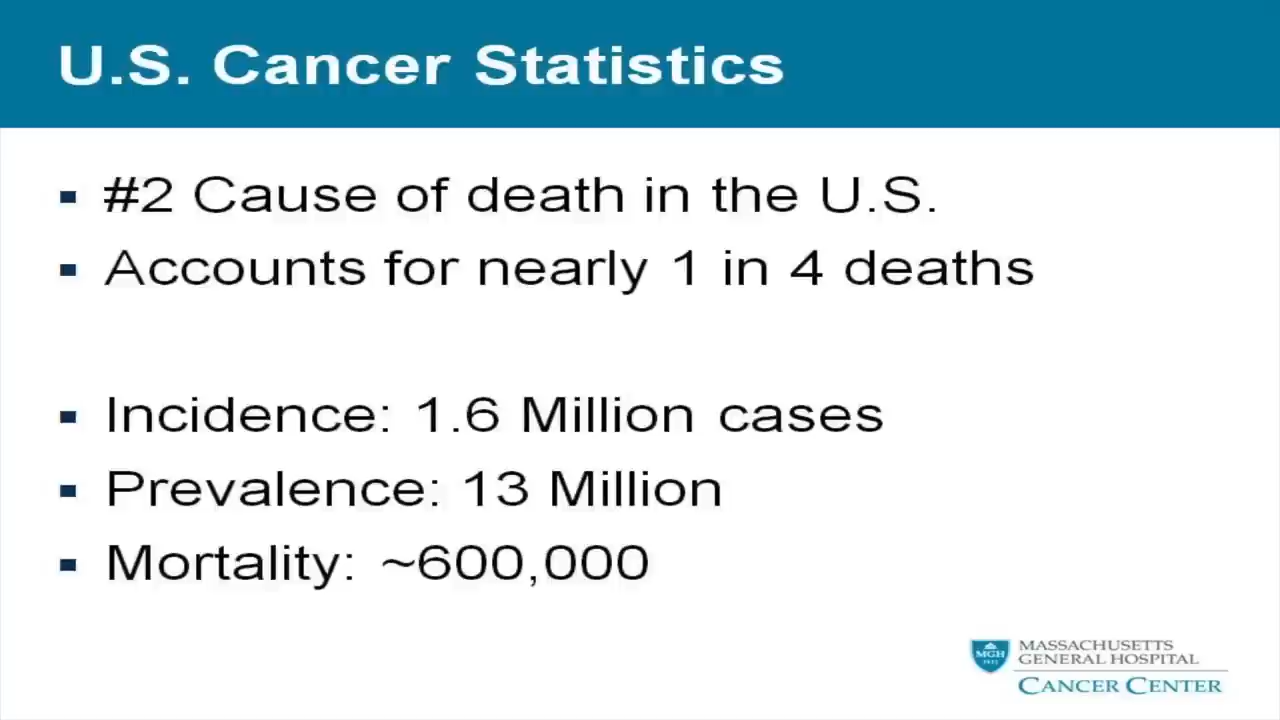 U.S. Cancer Statistics
#2 Cause of death in the U.S.
Accounts for nearly 1 in 4 deaths
Incidence: 1.6 Million cases
Prevalence: 13 Million
Mortality: ~600,000
MGH
1811
MASSACHUSETTS
GENERAL HOSPITAL
CANCER CENTER